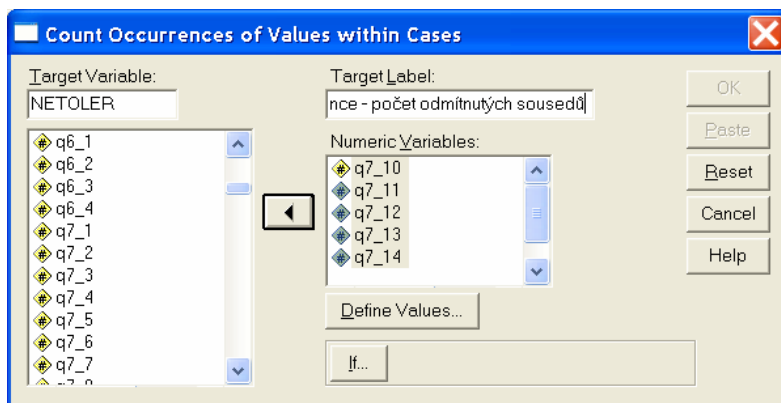 Count Occurrences of Values within Cases
Target Variable:
NETOLER
Target Label:
nce - počet odmítnutých sousedů
q6_1
q6_2
q6_3
q6_4
q7_1
q7_2
q7_3
q7_4
q7_5
q7_6
q7_7
Numeric Variables:
q7_10
q7_11
q7_12
q7_13
q7_14
Define Values...
If...
OK
Paste
Reset
Cancel
Help